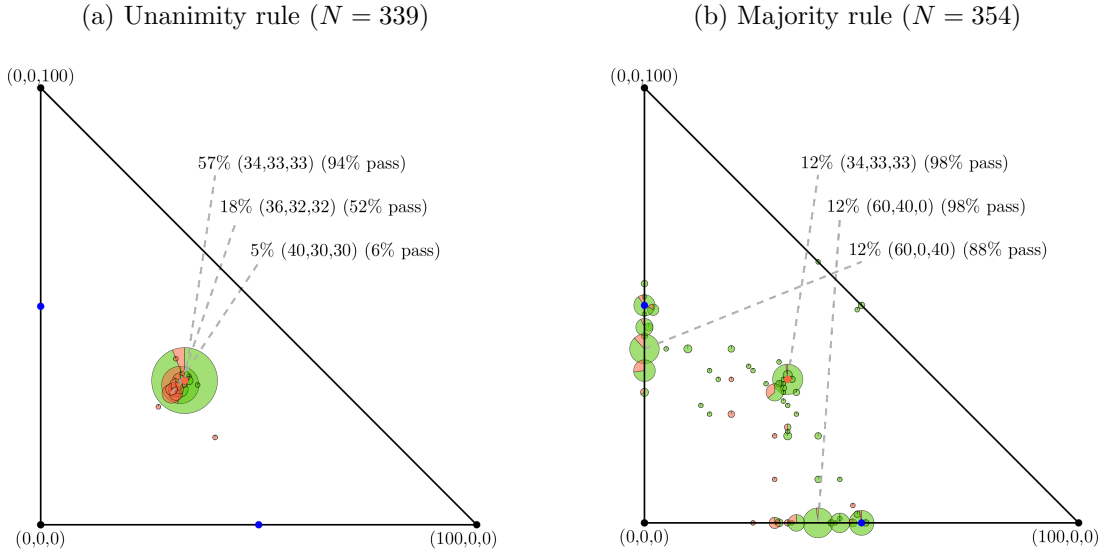 (a) Unanimity rule (N = 339)
(0,0,100)
57% (34,33,33) (94% pass)
18% (36,32,32) (52% pass)
5% (40,30,30) (6% pass)
(0,0,0)
(100,0,0)
(b) Majority rule (N = 354)
(0,0,100)
12% (34,33,33) (98% pass)
12% (60,40,0) (98% pass)
12% (60,0,40) (88% pass)
(0,0,0)
(100,0,0)